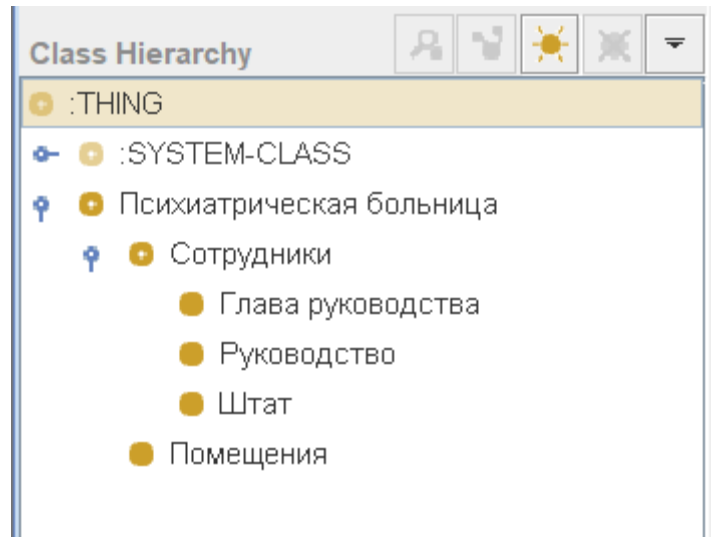 Class Hierarchy
:THING
:SYSTEM-CLASS
Психиатрическая больница
Сотрудники
Глава руководства
Руководство
Штат
Помещения